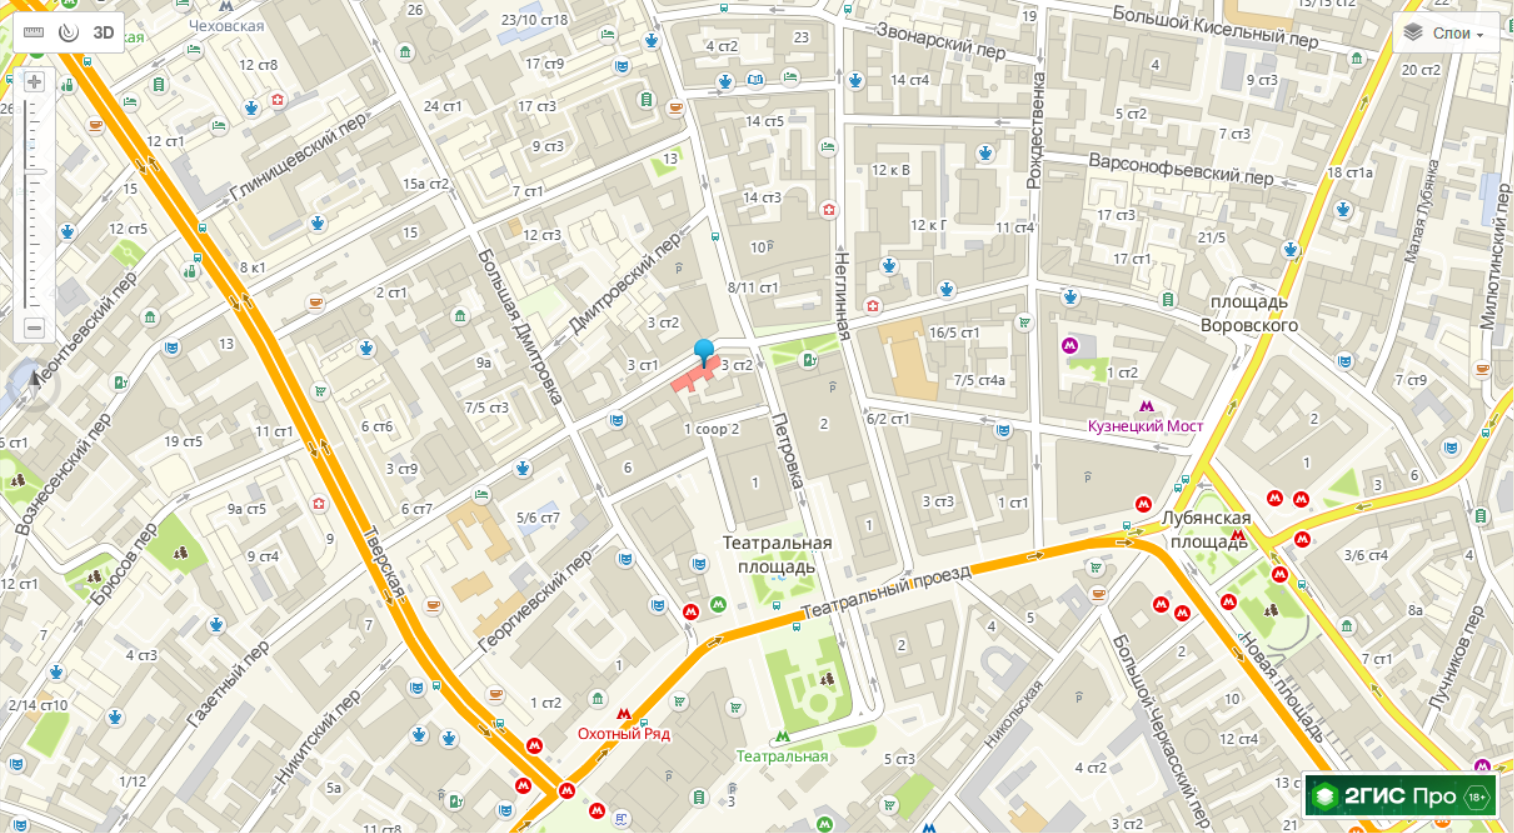 26
23/10 ст18
Чеховская
3D
12 ст8
17 ст9
4 ст2
23
19
Звонарский пер
Большой Кисельный пер
13/15 ст2
22
Слои
20 ст2
14 ст4
4
9 ст3
24 ст1
17 ст3
14 ст5
5 ст2
7 ст3
12 ст1
Глинищевский пер
9 ст3
13
Рождественка
Варсонофьевский пер
18 ст1а
Малая Лубянка
Милютинский пер
15
15а ст2
7 ст1
14 ст3
12 к В
12 ст5
15
12 ст3
10
12 к Г
11 ст4
17 ст3
21/5
17 ст1
8 к1
2 ст1
Большая Дмитровка
Дмитровский пер
8/11 ст1
Неглинная
площадь
Воровского
Леонтьевский пер
13
3 ст2
16/5 ст1
9а
3 ст1
3 ст2
7/5 ст4а
1 ст2
7 ст9
7/5 ст3
1 соор 2
Петровка
2
6/2 ст1
Кузнецкий Мост
2
6 ст1
Вознесенский пер
19 ст5
11 ст1
6 ст6
3 ст9
6
1
1
6
3
9а ст5
6 ст7
5/6 ст7
3 ст3
1 ст1
9
Тверская
1
Лубянская
площадь
Театральная
площадь
12 ст1
Брюсов пер
9 ст4
Георгиевский пер
Театральный проезд
3/6 ст4
4
7
7
4
5
8а
4 ст3
Газетный пер
1
2
2
Большой Черкасский пер
Новая площадь
7 ст1
Лучников пер
2/14 ст10
Никитский пер
1 ст2
Охотный Ряд
Никольская
10
Театральная
5 ст3
12 ст4
1/12
5а
4 ст2
3
11 ст8
3 ст2
2ГИС Про
18+
21